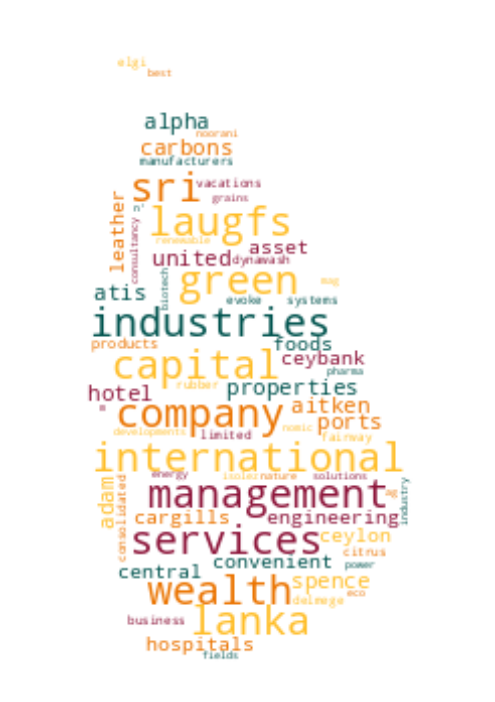 elgi
best
alpha
noorani
carbons
manufacturers
sri
vacations
grains
leather
n'
consultancy
laugfs
renewable
asset
united
dynawash
green
biotech
mag
atis
evoke
systems
industries
products
foods
capital
ceybank
pharma
rubber
hotel
properties
aitken
company
ports
developments
limited
nomic
fairway
international
energy
isolez
nature
solutions
adam
consolidated
management
ag
industry
cargills
engineering
services
ceylon
citrus
convenient
power
central
spence
wealth
eco
delmege
lanka
business
hospitals
fields